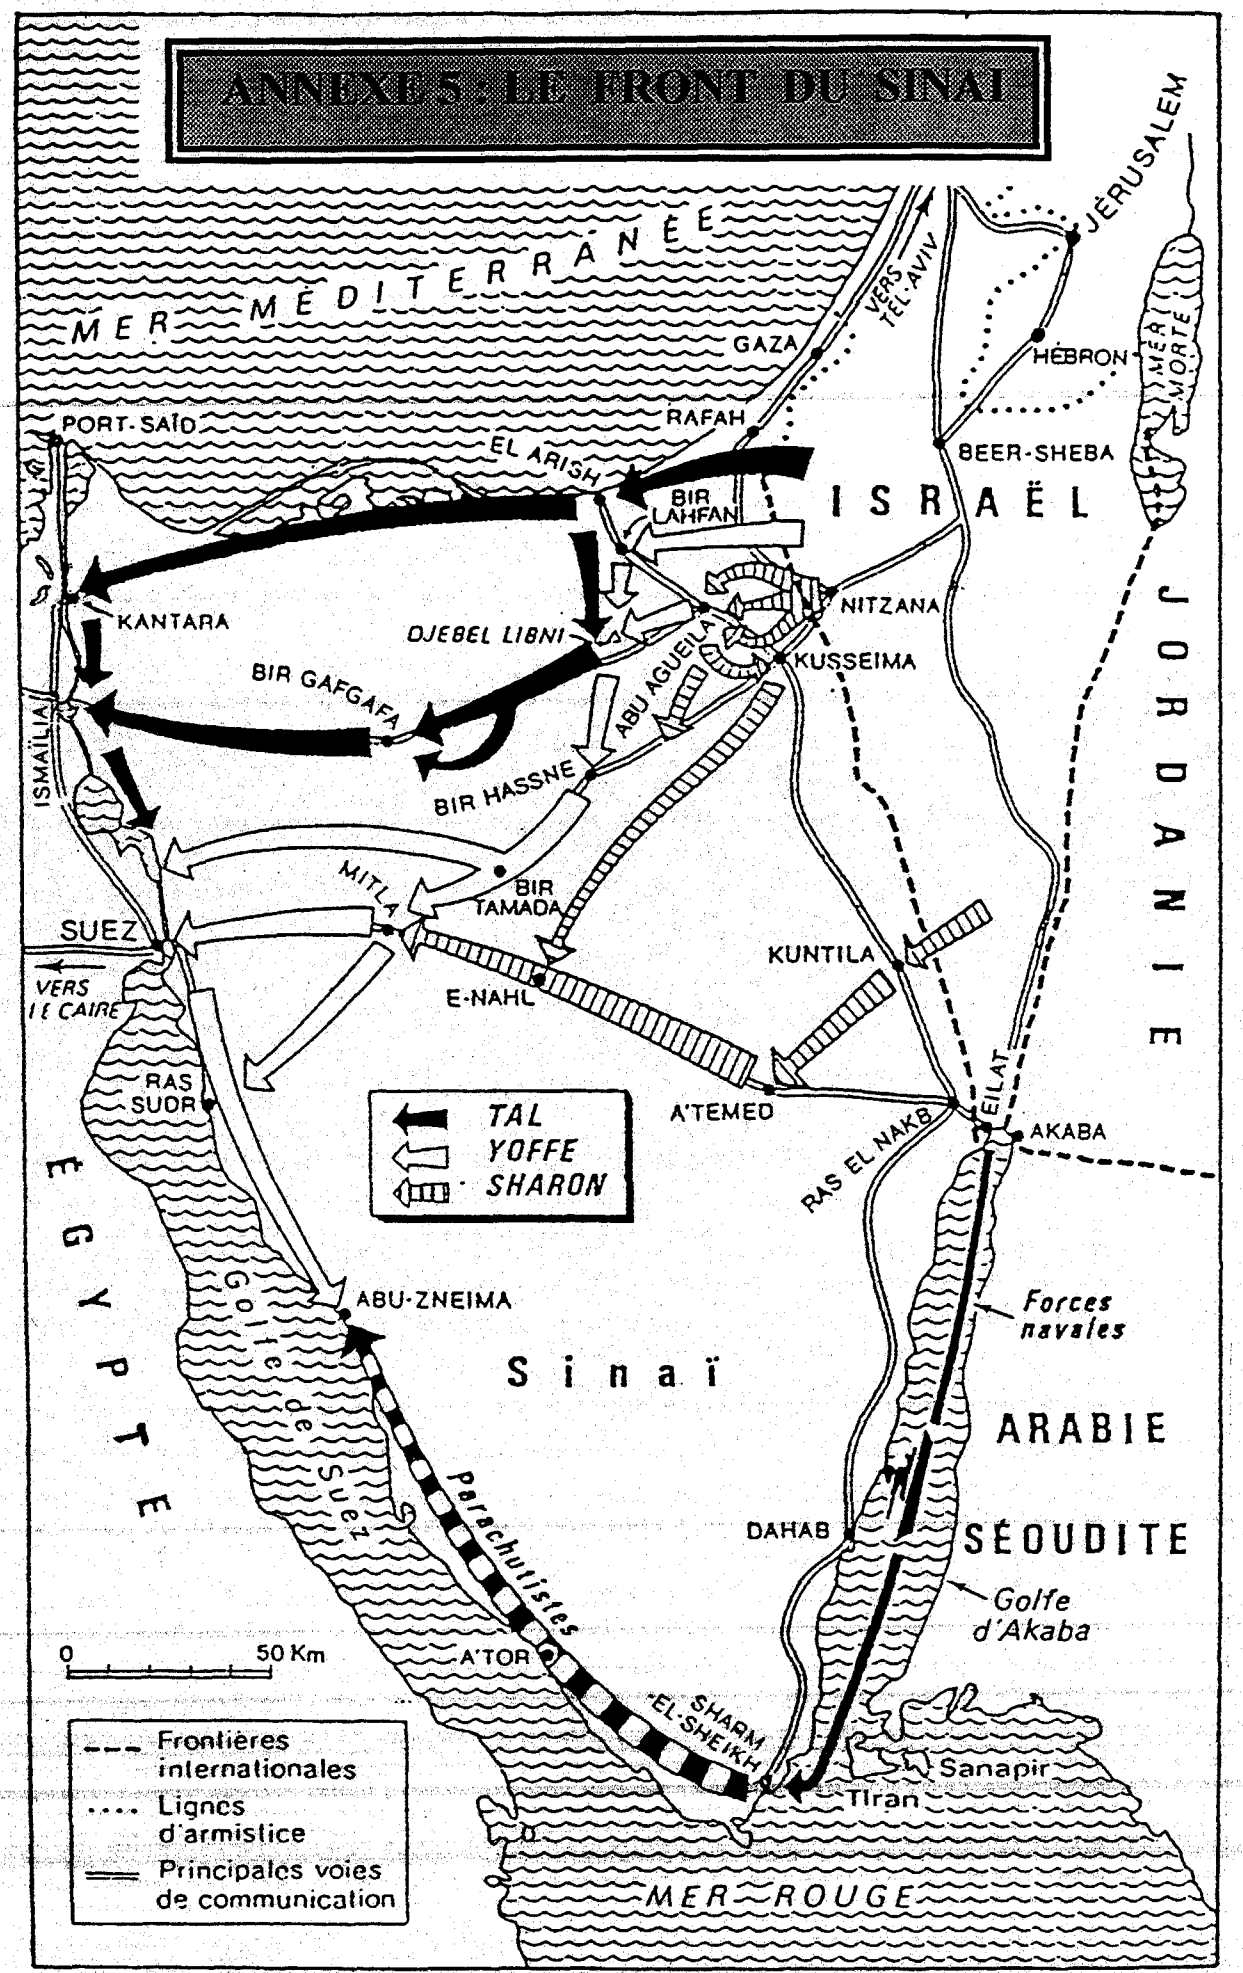 ANNEXE 5 : LE FRONT DU SINAI
JÉRUSALEM
MER MÉDITERRANÉE
VERS
TEL-AVIV
GAZA
HÉBRON
MER
MORTE
RAFAH
PORT-SAÏD
EL ARISH
BEER-SHEBA
BIR
LAHFAN
ISRAËL
JORDANIE
KANTARA
NITZANA
DJEBEL LIBNI
KUSSEIMA
ABU AGUEILA
BIR GAFGAFA
ISMAÏLIA
BIR HASSNE
MITLA
BIR
TAMADA
SUEZ
KUNTILA
VERS
LE CAIRE
E-NAHL
RAS
SUDR
A'TEMED
EILAT
AKABA
RAS EL NAKB
TAL
YOFFE
SHARON
ÉGYPTE
Golfe de Suez
ABU-ZNEIMA
Forces
navales
Sinaï
ARABIE
SÉOUDITE
Parachutistes
DAHAB
Golfe
d'Akaba
A'TOR
0 50 Km
SHARM
EL-SHEIKH
Sanapir
Tiran
Frontières
internationales
Lignes
d'armistice
Principales voies
de communication
MER ROUGE